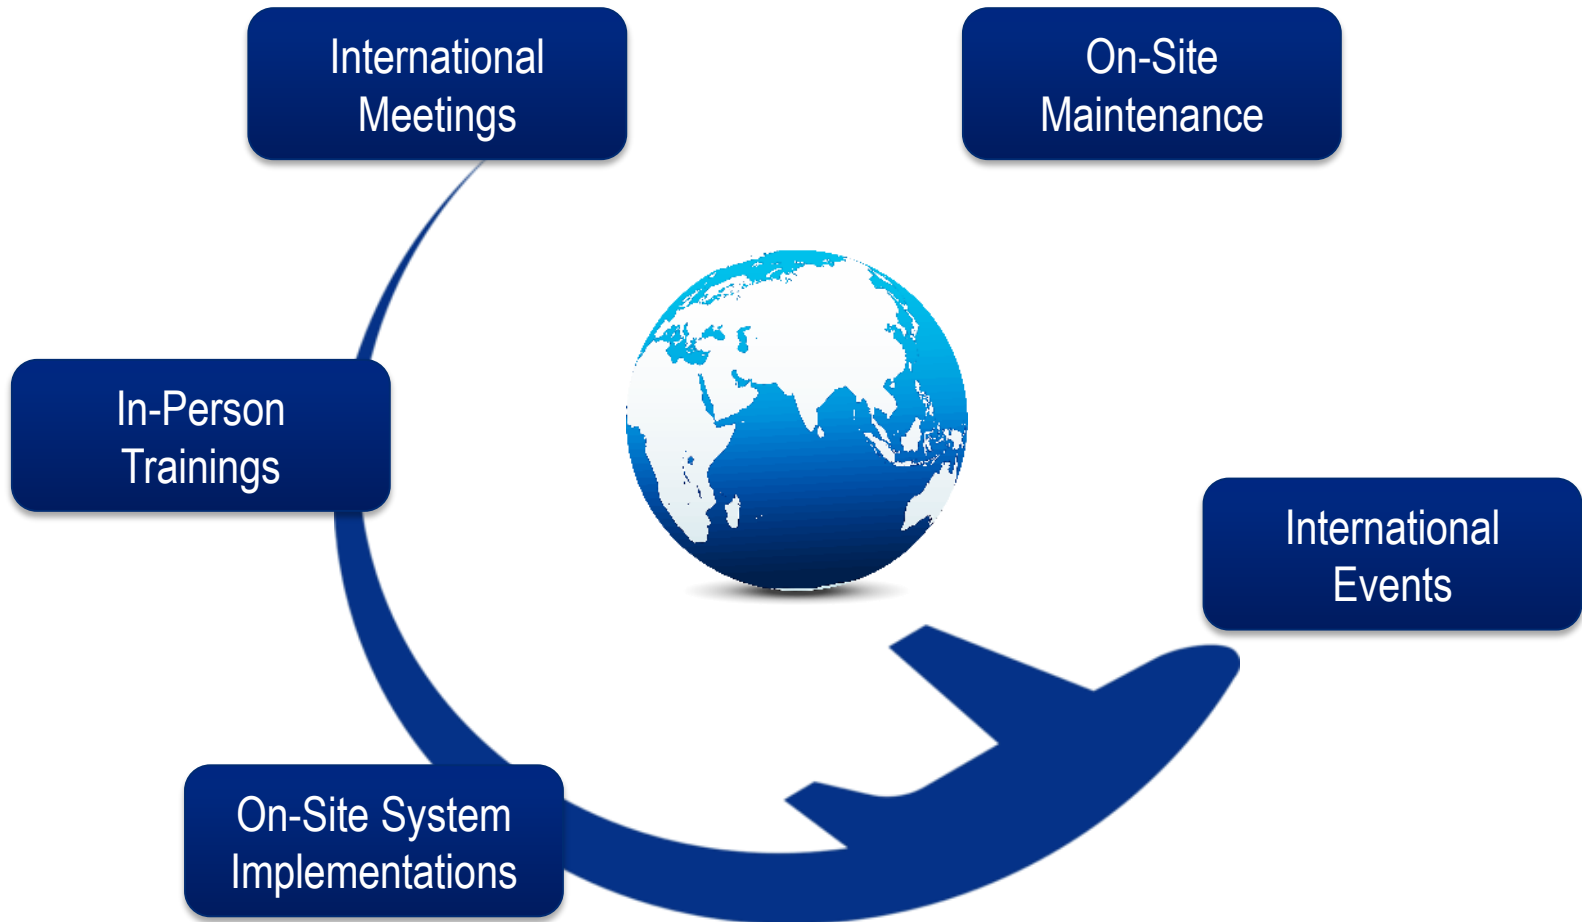 International
Meetings
On-Site
Maintenance
In-Person
Trainings
International
Events
On-Site System
Implementations